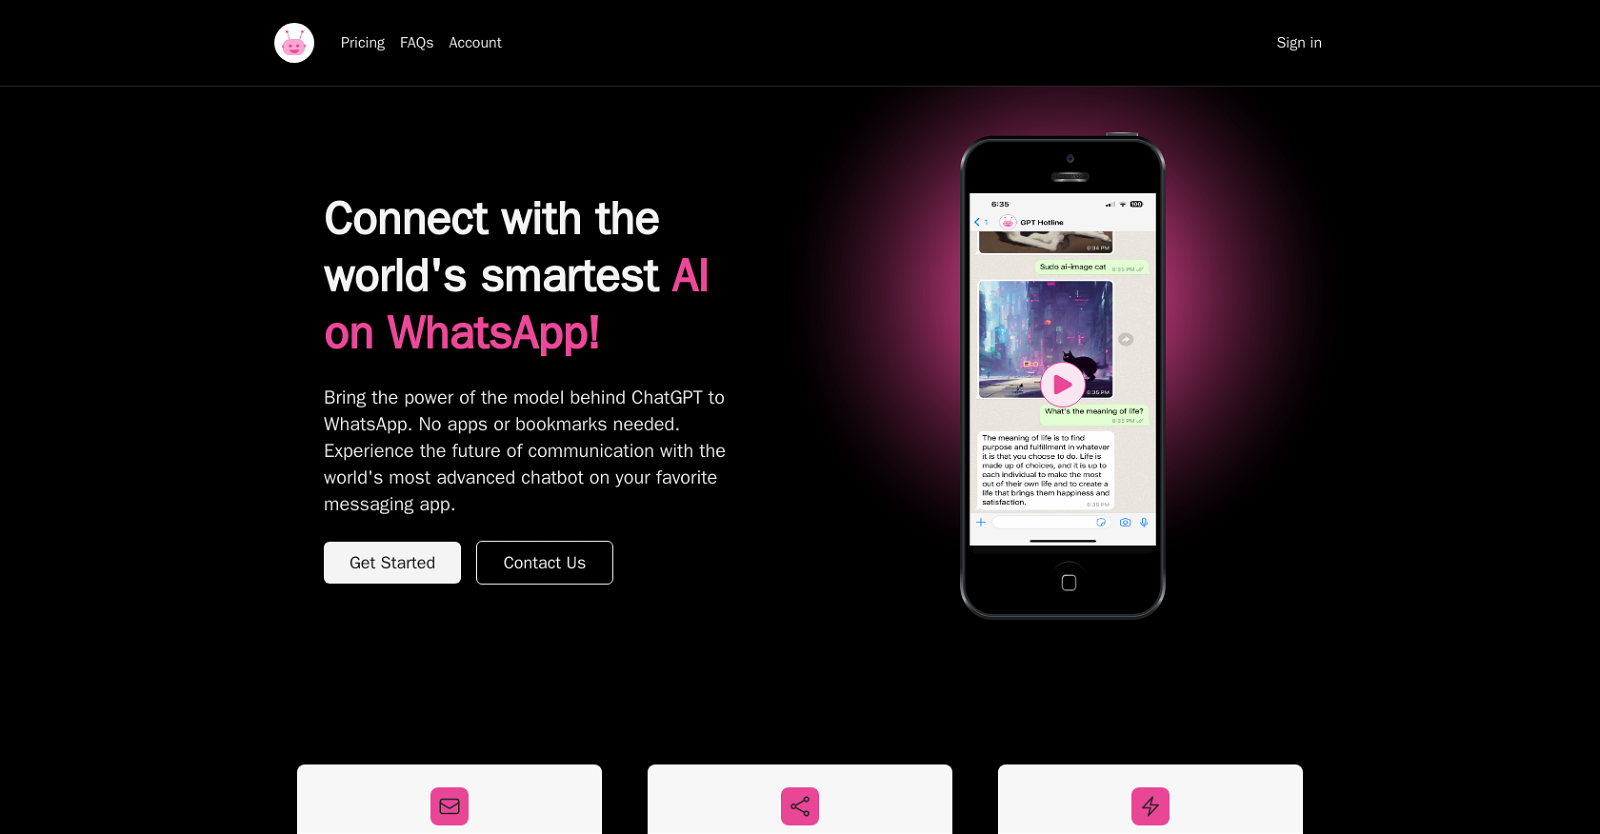 Pricing FAQs Account Sign in
Connect with the
world's smartest AI
on WhatsApp!
Bring the power of the model behind ChatGPT to
WhatsApp. No apps or bookmarks needed.
Experience the future of communication with the
world's most advanced chatbot on your favorite
messaging app.
Get Started Contact Us
6:35 100
1 GPT Hotline
6:34 PM
Sudo ai-image cat 6:35 PM
6:35 PM
What's the meaning of life?
6:35 PM
The meaning of life is to find
purpose and fulfillment in whatever
it is that you choose to do. Life is
made up of choices, and it is up to
each individual to make the most
out of their own life and to create a
life that brings them happiness and
satisfaction. 6:35 PM